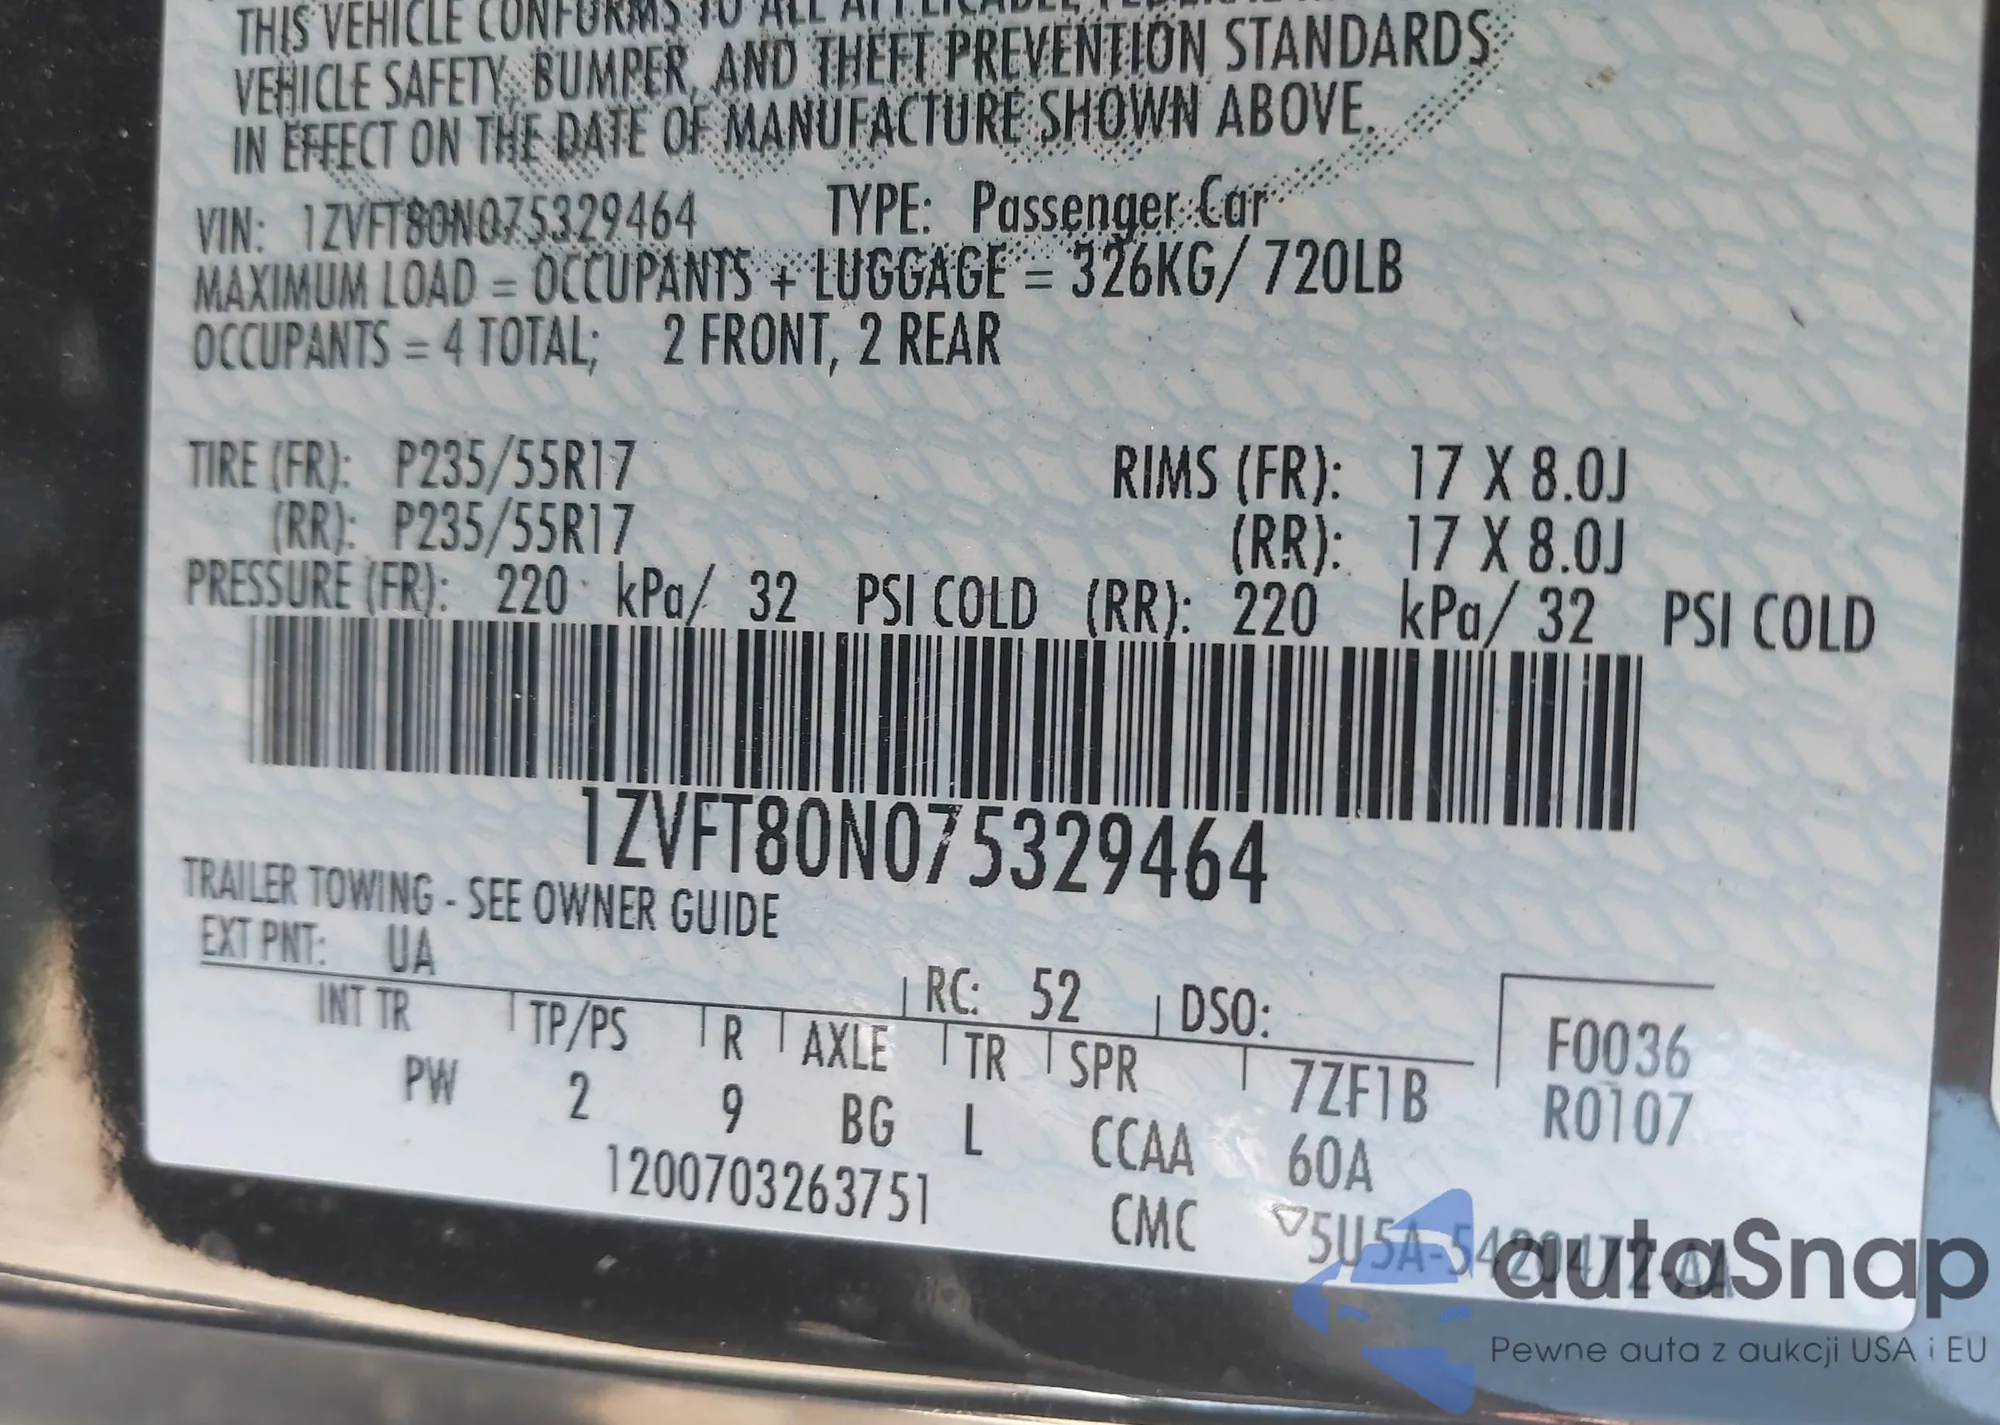 THIS VEHICLE CONFORMS TO ALL APPLICABLE FEDERAL
VEHICLE SAFETY, BUMPER, AND THEFT PREVENTION STANDARDS
IN EFFECT ON THE DATE OF MANUFACTURE SHOWN ABOVE.
VIN: 1ZVFT80N075329464 TYPE: Passenger Car
MAXIMUM LOAD = OCCUPANTS + LUGGAGE = 326KG/ 720LB
OCCUPANTS = 4 TOTAL; 2 FRONT, 2 REAR
TIRE (FR): P235/55R17 RIMS (FR): 17 X 8.0J
(RR): P235/55R17 (RR): 17 X 8.0J
PRESSURE (FR): 220 kPa/ 32 PSI COLD (RR): 220 kPa/ 32 PSI COLD
1ZVFT80N075329464
TRAILER TOWING - SEE OWNER GUIDE
EXT PNT: UA RC: 52 DSO: F0036
INT TR TP/PS R AXLE TR SPR 7ZF1B R0107
PW 2 9 BG L CCAA 60A
1200703263751 CMC ▽5U5A-5420472-AA
autaSnap
Pewne auta z aukcji USA i EU